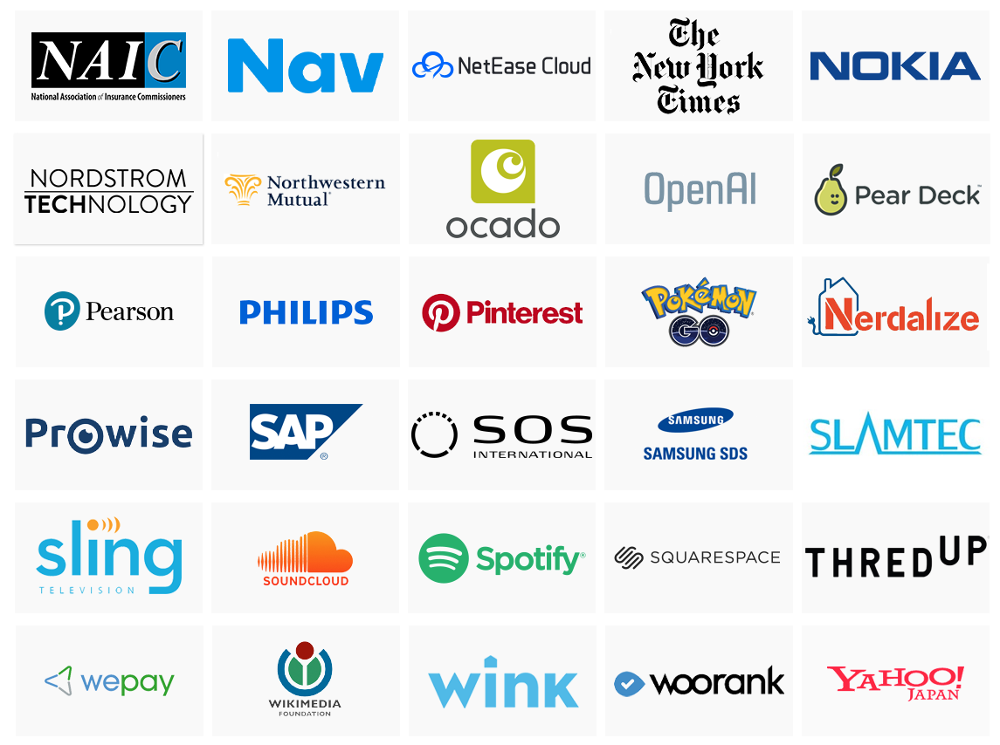 NAIC
National Association of Insurance Commissioners
Nav
NetEase Cloud
The
New York
Times
NOKIA
NORDSTROM
TECHNOLOGY
Northwestern
Mutual®
ocado
OpenAI
Pear Deck™
Pearson
PHILIPS
Pinterest
POKéMON
GO
Nerdalize
Prowise
SAP
®
SOS
INTERNATIONAL
SAMSUNG
SAMSUNG SDS
SLAMTEC
sling
TELEVISION
SOUNDCLOUD
Spotify®
SQUARESPACE
THREDUP
wepay
WIKIMEDIA
FOUNDATION
wink
woorank
YAHOO!
JAPAN